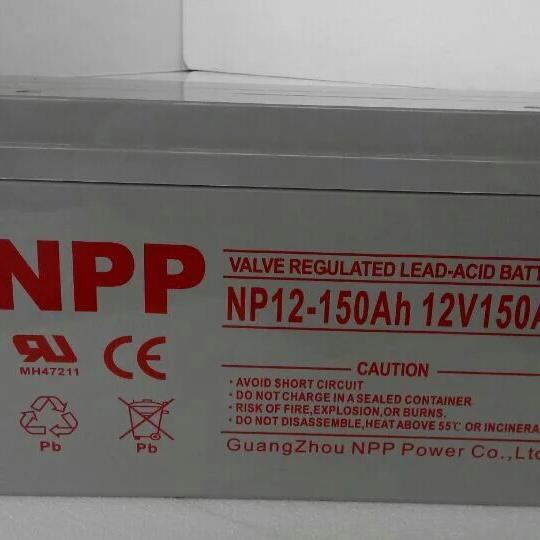 NPP
VALVE REGULATED LEAD-ACID BATT
NP12-150Ah 12V150A
MH47211
CE
CAUTION
• AVOID SHORT CIRCUIT
• DO NOT CHARGE IN A SEALED CONTAINER
• RISK OF FIRE,EXPLOSION,OR BURNS.
• DO NOT DISASSEMBLE,HEAT ABOVE 55℃ OR INCINERA
Pb
Pb
GuangZhou NPP Power Co.,Ltd